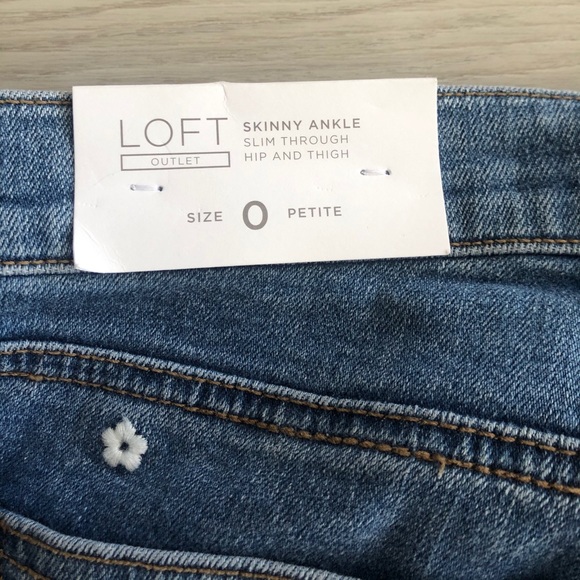 LOFT
OUTLET
SKINNY ANKLE
SLIM THROUGH
HIP AND THIGH
SIZE 0 PETITE